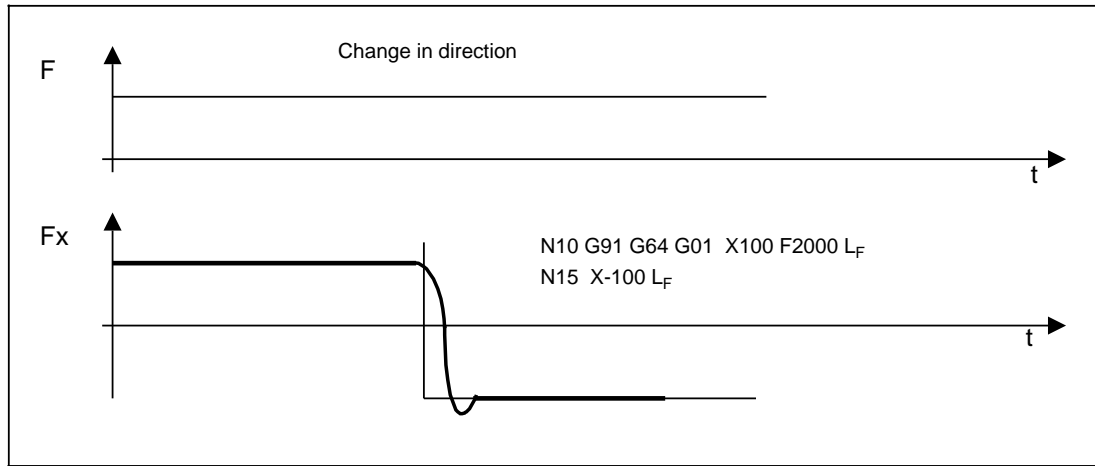 Change in direction
F
t
Fx
N10 G91 G64 G01 X100 F2000 LF
N15 X-100 LF
t